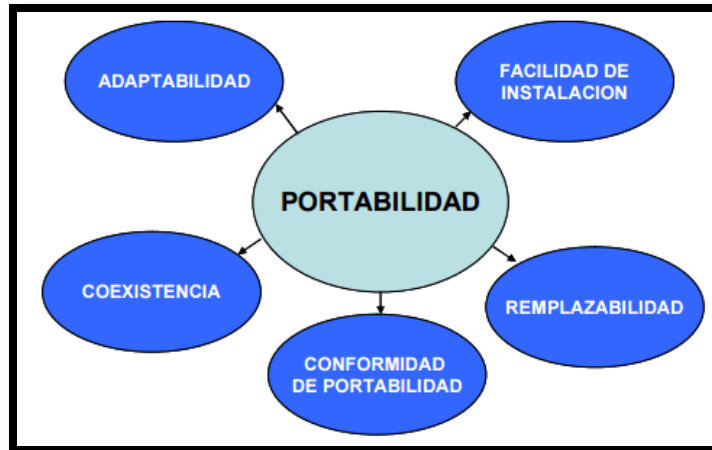 ADAPTABILIDAD
FACILIDAD DE
INSTALACION
PORTABILIDAD
COEXISTENCIA
REMPLAZABILIDAD
CONFORMIDAD
DE PORTABILIDAD